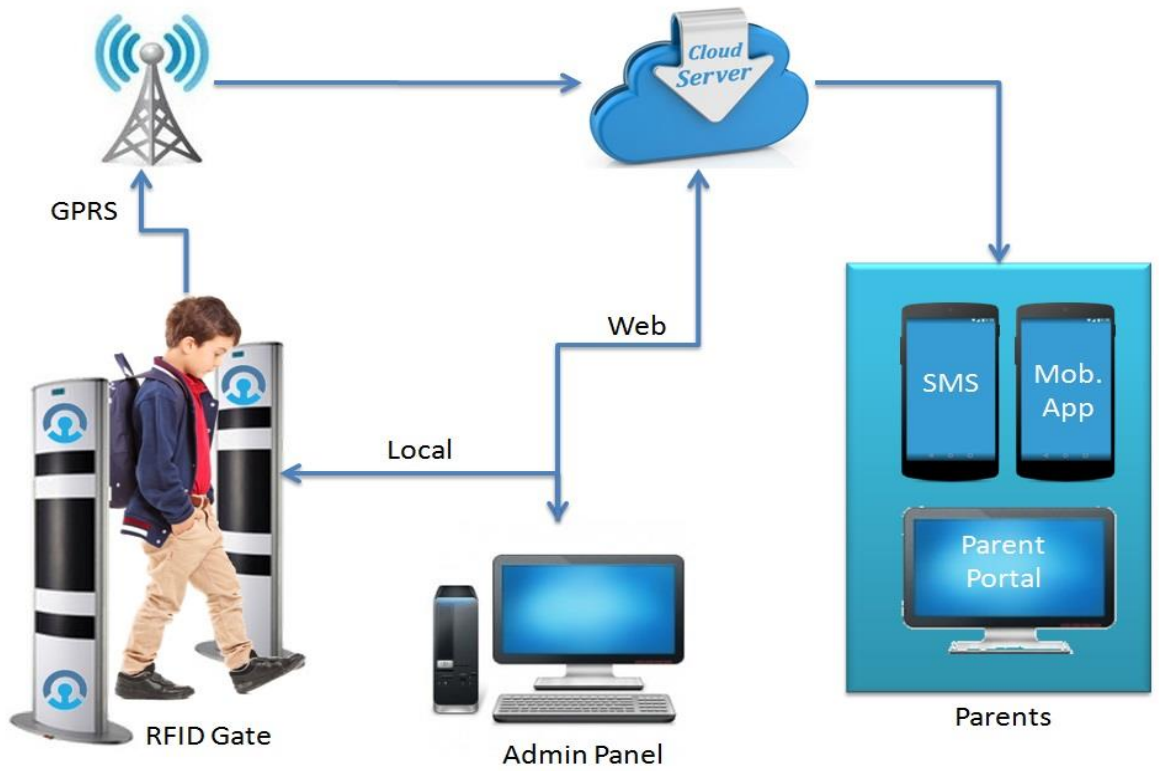 Cloud
Server
GPRS
Web
SMS
Mob.
App
Local
Parent
Portal
RFID Gate
Admin Panel
Parents